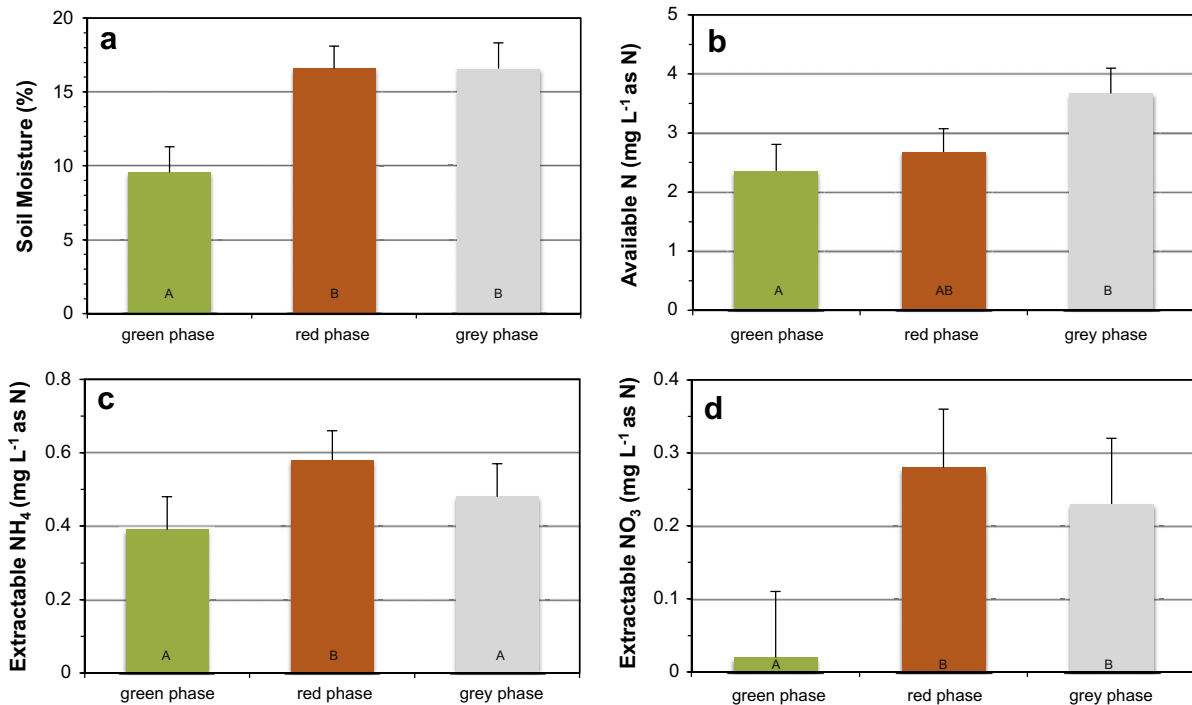 a
Soil Moisture (%)
20
15
10
5
0
A
B
B
green phase
red phase
grey phase
b
Available N (mg L⁻¹ as N)
5
4
3
2
1
0
A
AB
B
green phase
red phase
grey phase
c
Extractable NH₄ (mg L⁻¹ as N)
0.8
0.6
0.4
0.2
0
A
B
A
green phase
red phase
grey phase
d
Extractable NO₃ (mg L⁻¹ as N)
0.4
0.3
0.2
0.1
0
A
B
B
green phase
red phase
grey phase